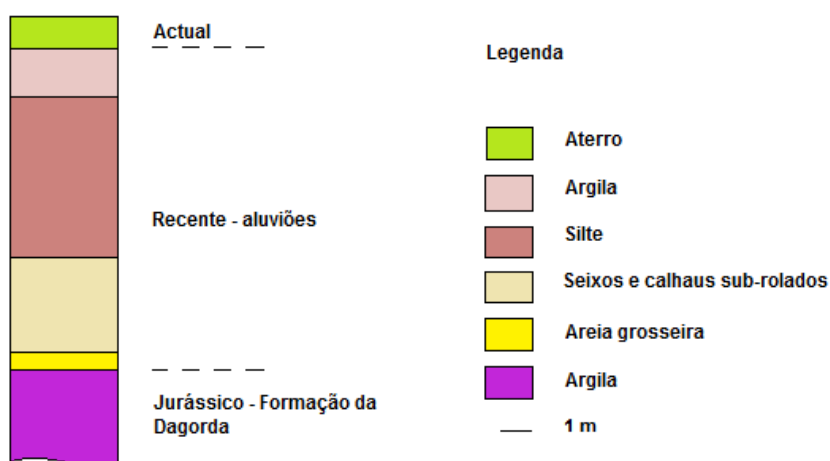 Actual
Recente - aluviões
Jurássico - Formação da
Dagorda
Legenda
Aterro
Argila
Silte
Seixos e calhaus sub-rolados
Areia grosseira
Argila
1 m